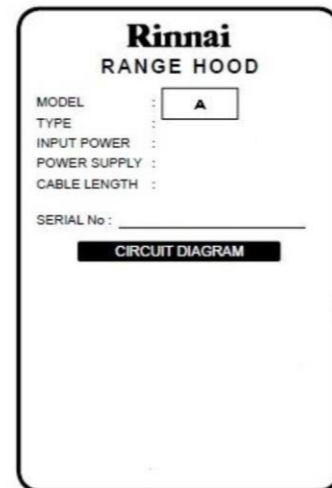 Rinnai
RANGE HOOD
MODEL : A
TYPE :
INPUT POWER :
POWER SUPPLY :
CABLE LENGTH :
SERIAL No :
CIRCUIT DIAGRAM